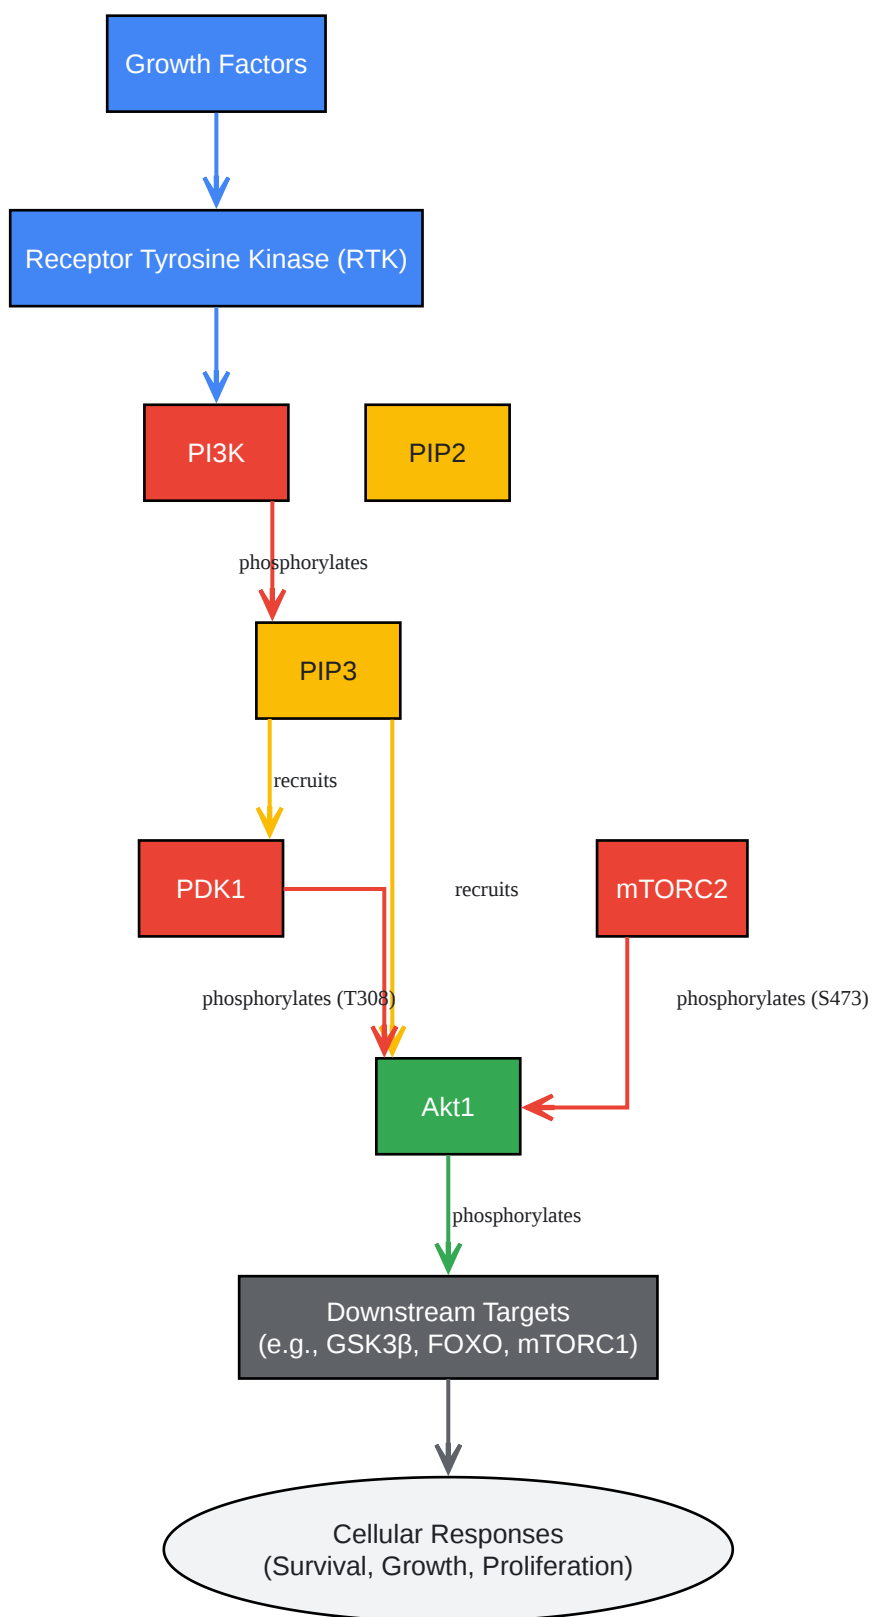 Growth Factors
Receptor Tyrosine Kinase (RTK)
PI3K
PIP2
phosphorylates
PIP3
recruits
PDK1
recruits
mTORC2
phosphorylates (T308)
phosphorylates (S473)
Akt1
phosphorylates
Downstream Targets
(e.g., GSK3β, FOXO, mTORC1)
Cellular Responses
(Survival, Growth, Proliferation)